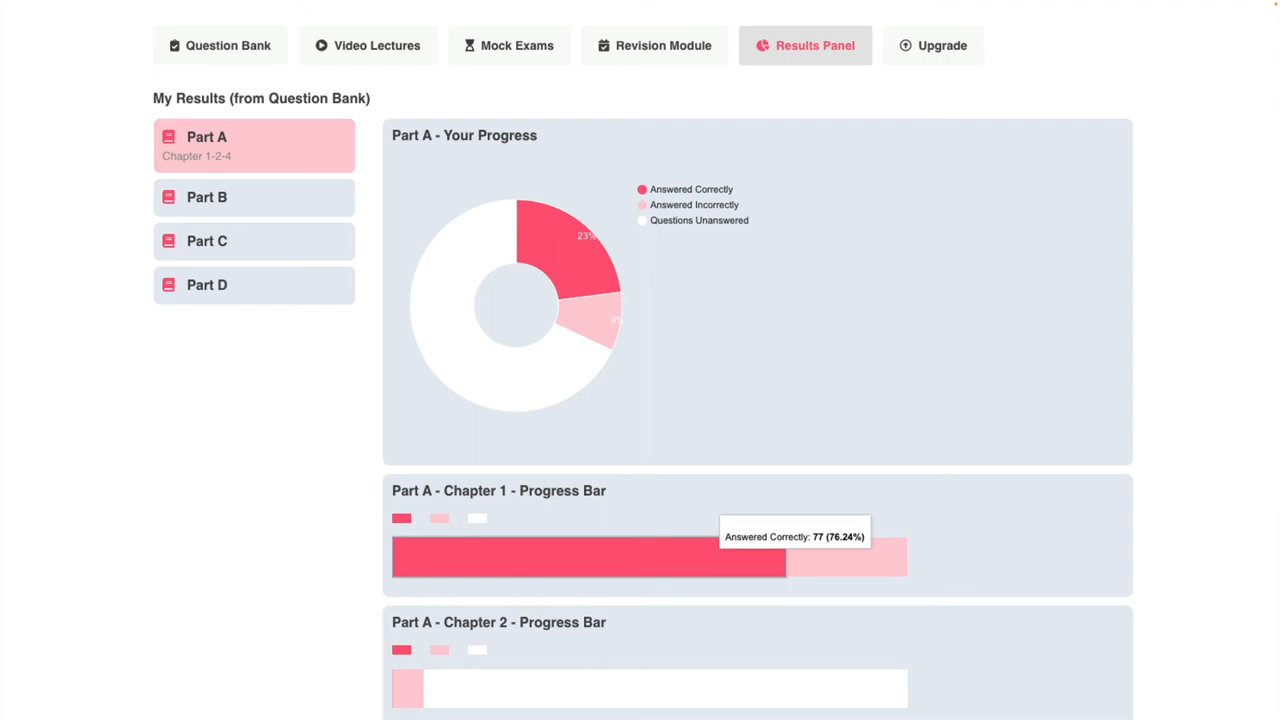 Question Bank
Video Lectures
Mock Exams
Revision Module
Results Panel
Upgrade
My Results (from Question Bank)
Part A
Chapter 1-2-4
Part B
Part C
Part D
Part A - Your Progress
Answered Correctly
Answered Incorrectly
Questions Unanswered
23%
9%
Part A - Chapter 1 - Progress Bar
Answered Correctly: 77 (76.24%)
Part A - Chapter 2 - Progress Bar